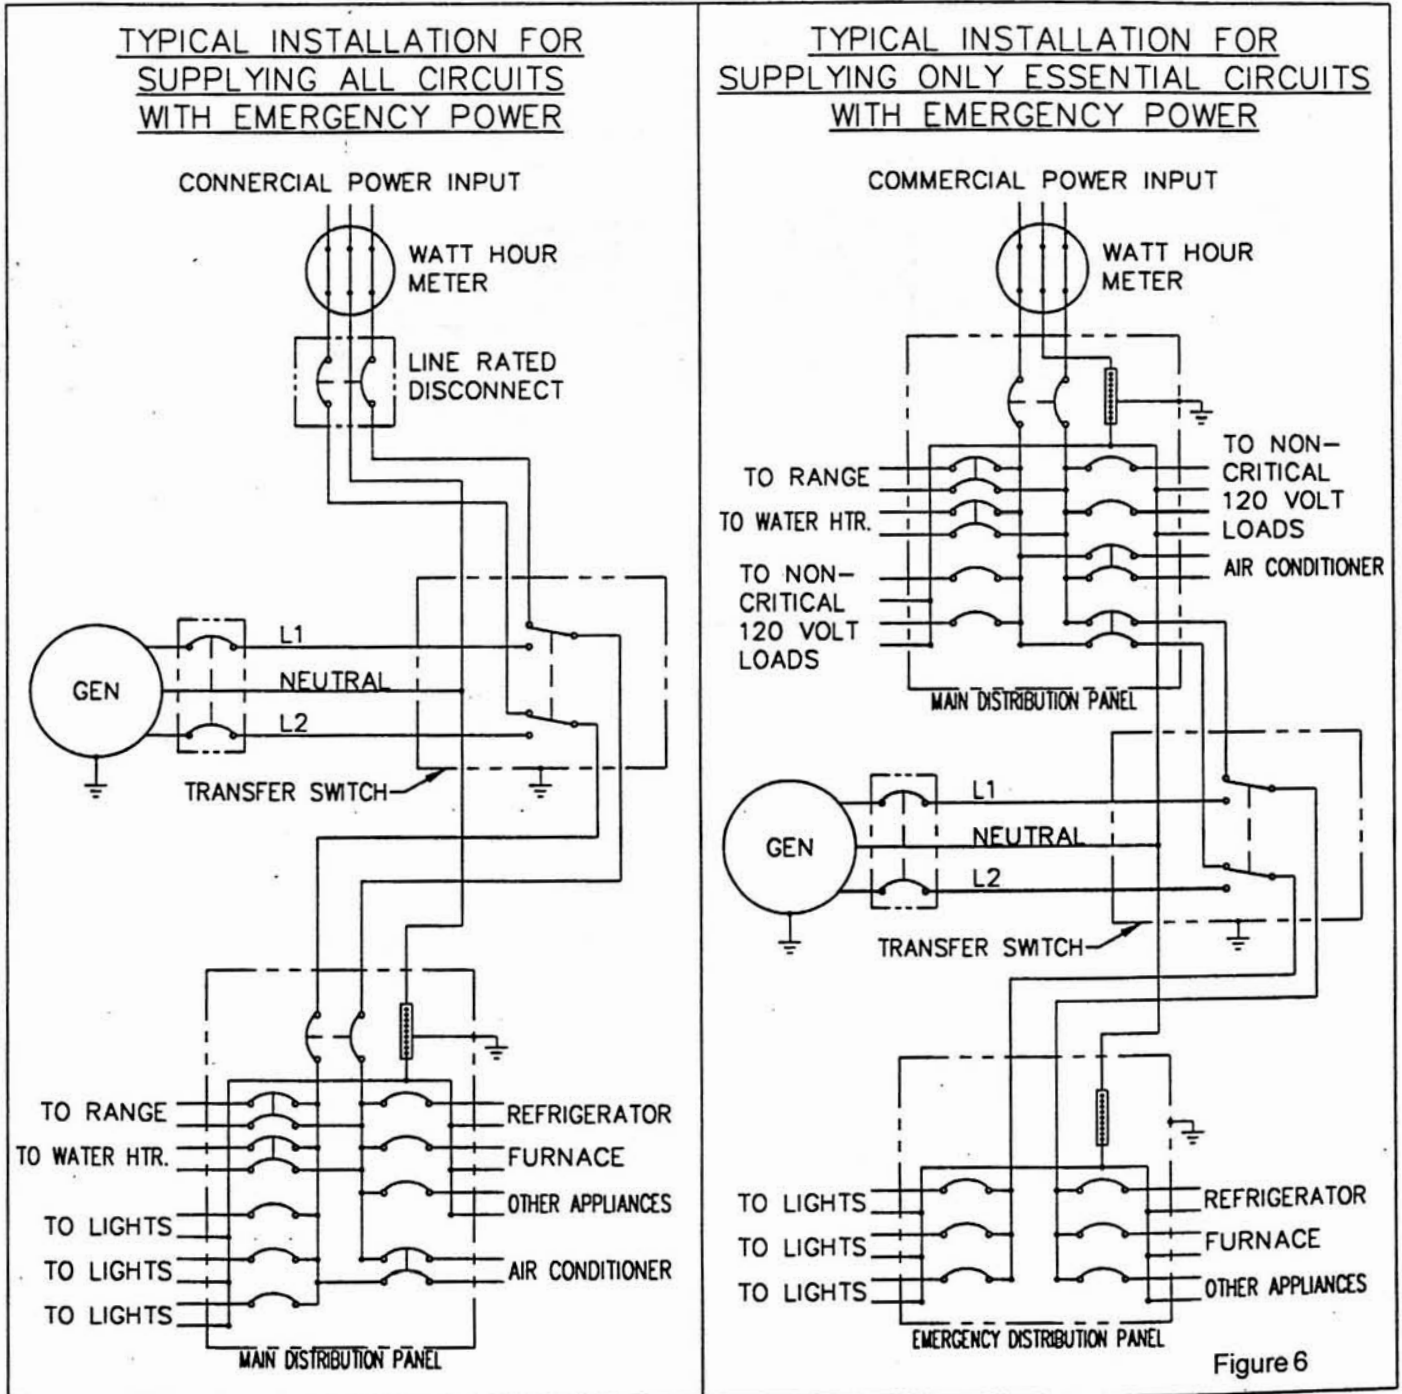 TYPICAL INSTALLATION FOR
SUPPLYING ALL CIRCUITS
WITH EMERGENCY POWER
CONNERCIAL POWER INPUT
WATT HOUR
METER
LINE RATED
DISCONNECT
GEN
L1
NEUTRAL
L2
TRANSFER SWITCH
TO RANGE
TO WATER HTR.
TO LIGHTS
TO LIGHTS
TO LIGHTS
REFRIGERATOR
FURNACE
OTHER APPLIANCES
AIR CONDITIONER
MAIN DISTRIBUTION PANEL
TYPICAL INSTALLATION FOR
SUPPLYING ONLY ESSENTIAL CIRCUITS
WITH EMERGENCY POWER
COMMERCIAL POWER INPUT
WATT HOUR
METER
TO RANGE
TO WATER HTR.
TO NON-
CRITICAL
120 VOLT
LOADS
TO NON-
CRITICAL
120 VOLT
LOADS
AIR CONDITIONER
MAIN DISTRIBUTION PANEL
GEN
L1
NEUTRAL
L2
TRANSFER SWITCH
TO LIGHTS
TO LIGHTS
TO LIGHTS
REFRIGERATOR
FURNACE
OTHER APPLIANCES
EMERGENCY DISTRIBUTION PANEL
Figure 6